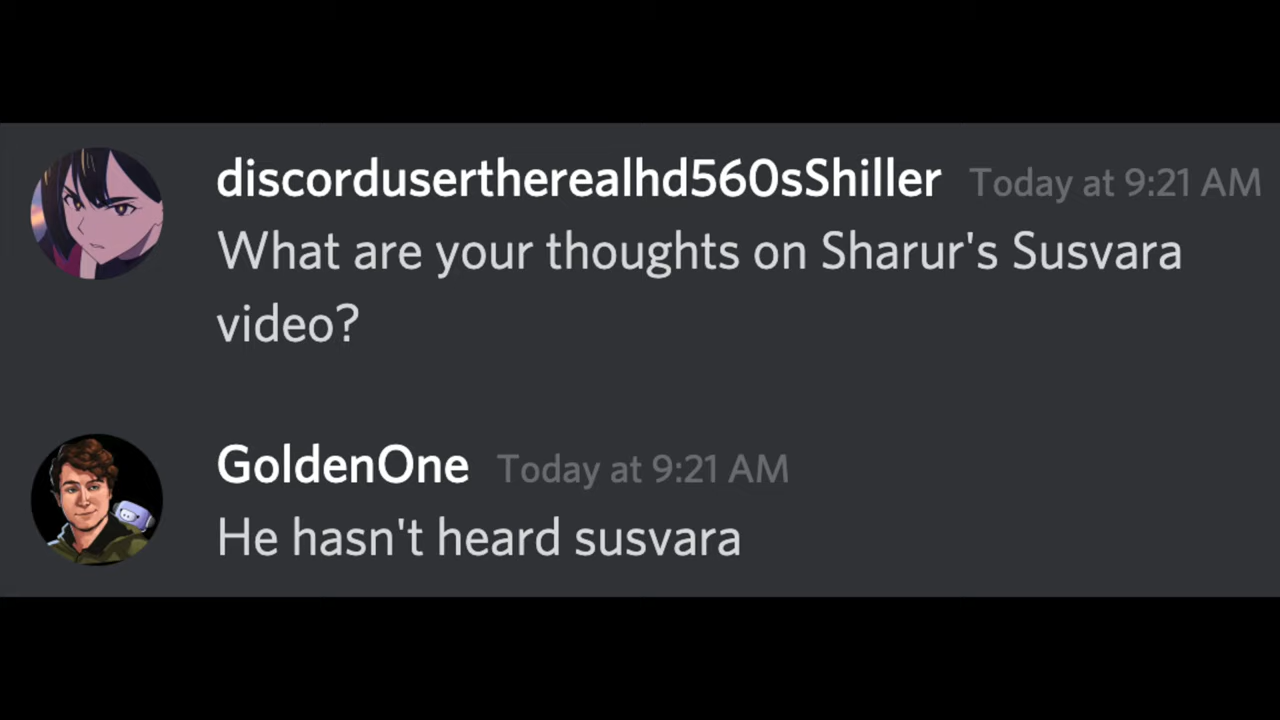 discordusertherealhd560sShiller Today at 9:21 AM
What are your thoughts on Sharur's Susvara
video?
GoldenOne Today at 9:21 AM
He hasn't heard susvara